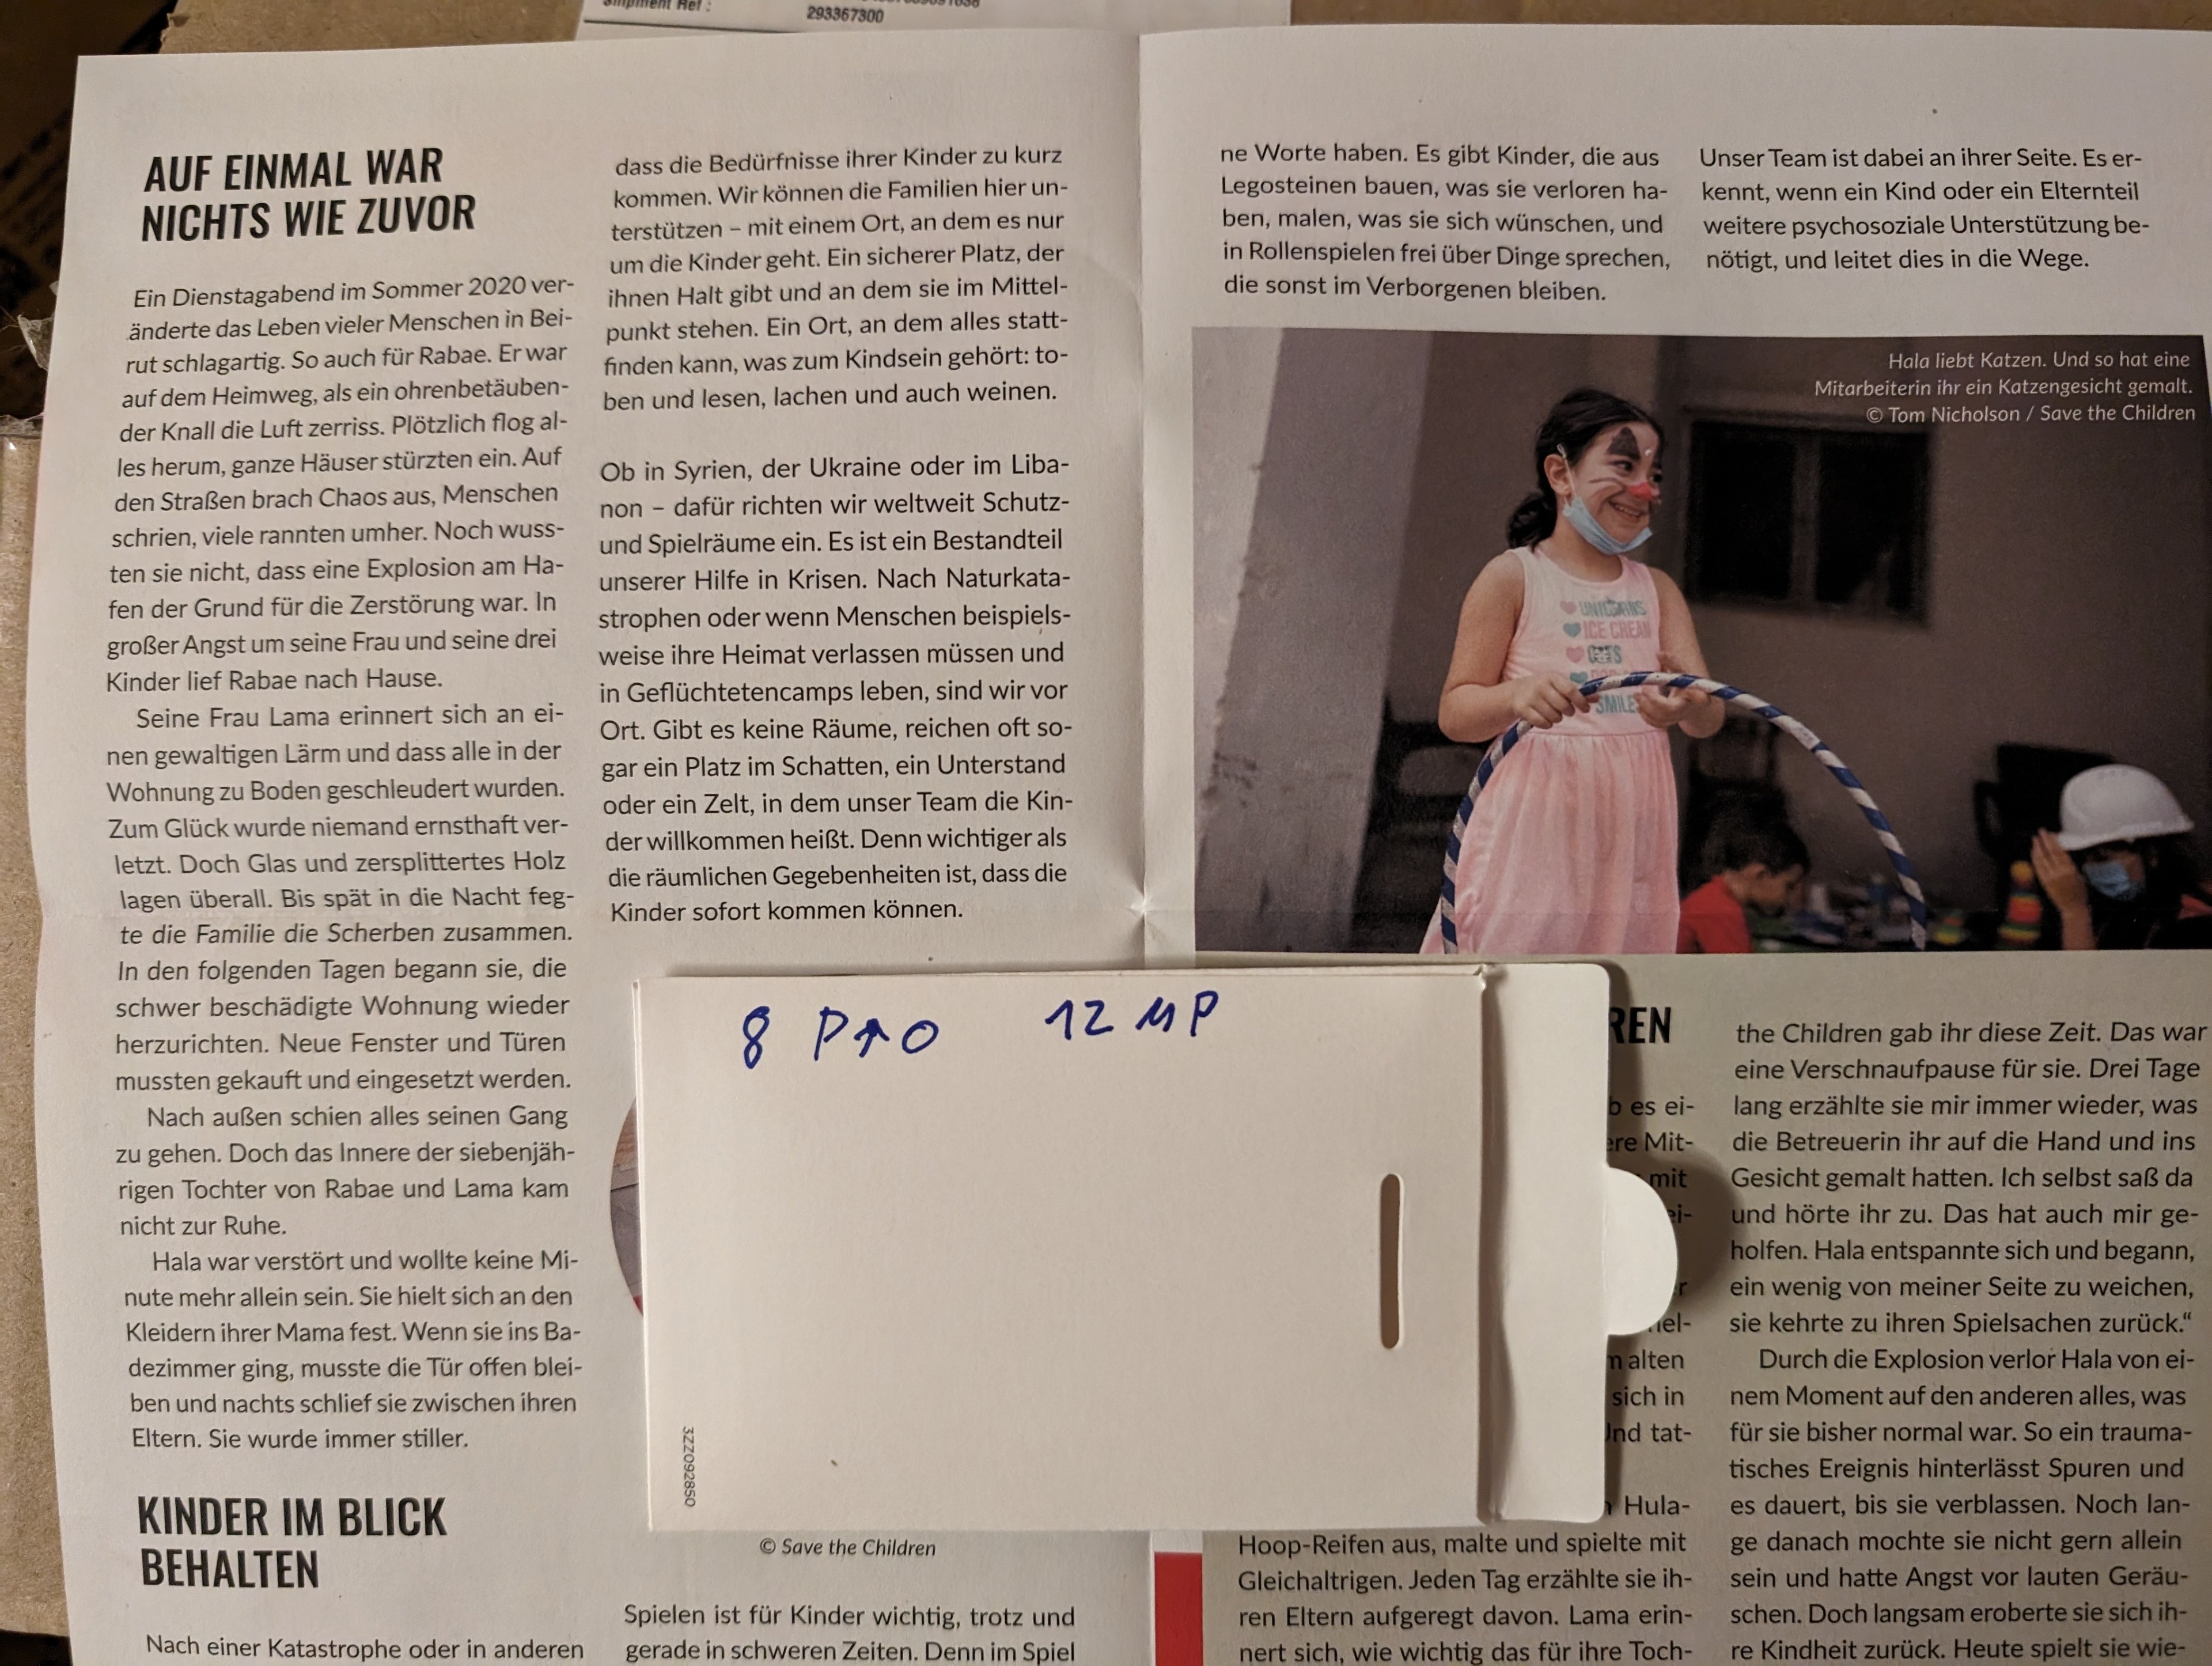 Shipment Ref :
293367300
AUF EINMAL WAR
NICHTS WIE ZUVOR
Ein Dienstagabend im Sommer 2020 ver-
änderte das Leben vieler Menschen in Bei-
rut schlagartig. So auch für Rabae. Er war
auf dem Heimweg, als ein ohrenbetäuben-
der Knall die Luft zerriss. Plötzlich flog al-
les herum, ganze Häuser stürzten ein. Auf
den Straßen brach Chaos aus, Menschen
schrien, viele rannten umher. Noch wuss-
ten sie nicht, dass eine Explosion am Ha-
fen der Grund für die Zerstörung war. In
großer Angst um seine Frau und seine drei
Kinder lief Rabae nach Hause.
Seine Frau Lama erinnert sich an ei-
nen gewaltigen Lärm und dass alle in der
Wohnung zu Boden geschleudert wurden.
Zum Glück wurde niemand ernsthaft ver-
letzt. Doch Glas und zersplittertes Holz
lagen überall. Bis spät in die Nacht feg-
te die Familie die Scherben zusammen.
In den folgenden Tagen begann sie, die
schwer beschädigte Wohnung wieder
herzurichten. Neue Fenster und Türen
mussten gekauft und eingesetzt werden.
Nach außen schien alles seinen Gang
zu gehen. Doch das Innere der siebenjäh-
rigen Tochter von Rabae und Lama kam
nicht zur Ruhe.
Hala war verstört und wollte keine Mi-
nute mehr allein sein. Sie hielt sich an den
Kleidern ihrer Mama fest. Wenn sie ins Ba-
dezimmer ging, musste die Tür offen blei-
ben und nachts schlief sie zwischen ihren
Eltern. Sie wurde immer stiller.
KINDER IM BLICK
BEHALTEN
Nach einer Katastrophe oder in anderen
dass die Bedürfnisse ihrer Kinder zu kurz
kommen. Wir können die Familien hier un-
terstützen – mit einem Ort, an dem es nur
um die Kinder geht. Ein sicherer Platz, der
ihnen Halt gibt und an dem sie im Mittel-
punkt stehen. Ein Ort, an dem alles statt-
finden kann, was zum Kindsein gehört: to-
ben und lesen, lachen und auch weinen.
Ob in Syrien, der Ukraine oder im Liba-
non – dafür richten wir weltweit Schutz-
und Spielräume ein. Es ist ein Bestandteil
unserer Hilfe in Krisen. Nach Naturkata-
strophen oder wenn Menschen beispiels-
weise ihre Heimat verlassen müssen und
in Geflüchtetencamps leben, sind wir vor
Ort. Gibt es keine Räume, reichen oft so-
gar ein Platz im Schatten, ein Unterstand
oder ein Zelt, in dem unser Team die Kin-
der willkommen heißt. Denn wichtiger als
die räumlichen Gegebenheiten ist, dass die
Kinder sofort kommen können.
8 PrO 12 MP
3ZZ092850
© Save the Children
Spielen ist für Kinder wichtig, trotz und
gerade in schweren Zeiten. Denn im Spiel
ne Worte haben. Es gibt Kinder, die aus
Legosteinen bauen, was sie verloren ha-
ben, malen, was sie sich wünschen, und
in Rollenspielen frei über Dinge sprechen,
die sonst im Verborgenen bleiben.
Unser Team ist dabei an ihrer Seite. Es er-
kennt, wenn ein Kind oder ein Elternteil
weitere psychosoziale Unterstützung be-
nötigt, und leitet dies in die Wege.
Hala liebt Katzen. Und so hat eine
Mitarbeiterin ihr ein Katzengesicht gemalt.
© Tom Nicholson / Save the Children
UNICORNS
ICE CREAM
CATS
SMILE
REN
es ei-
Mit-
mit
alten
sich in
tat-
Hula-
Hoop-Reifen aus, malte und spielte mit
Gleichaltrigen. Jeden Tag erzählte sie ih-
ren Eltern aufgeregt davon. Lama erin-
nert sich, wie wichtig das für ihre Toch-
the Children gab ihr diese Zeit. Das war
eine Verschnaufpause für sie. Drei Tage
lang erzählte sie mir immer wieder, was
die Betreuerin ihr auf die Hand und ins
Gesicht gemalt hatten. Ich selbst saß da
und hörte ihr zu. Das hat auch mir ge-
holfen. Hala entspannte sich und begann,
ein wenig von meiner Seite zu weichen,
sie kehrte zu ihren Spielsachen zurück.“
Durch die Explosion verlor Hala von ei-
nem Moment auf den anderen alles, was
für sie bisher normal war. So ein trauma-
tisches Ereignis hinterlässt Spuren und
es dauert, bis sie verblassen. Noch lan-
ge danach mochte sie nicht gern allein
sein und hatte Angst vor lauten Geräu-
schen. Doch langsam eroberte sie sich ih-
re Kindheit zurück. Heute spielt sie wie-